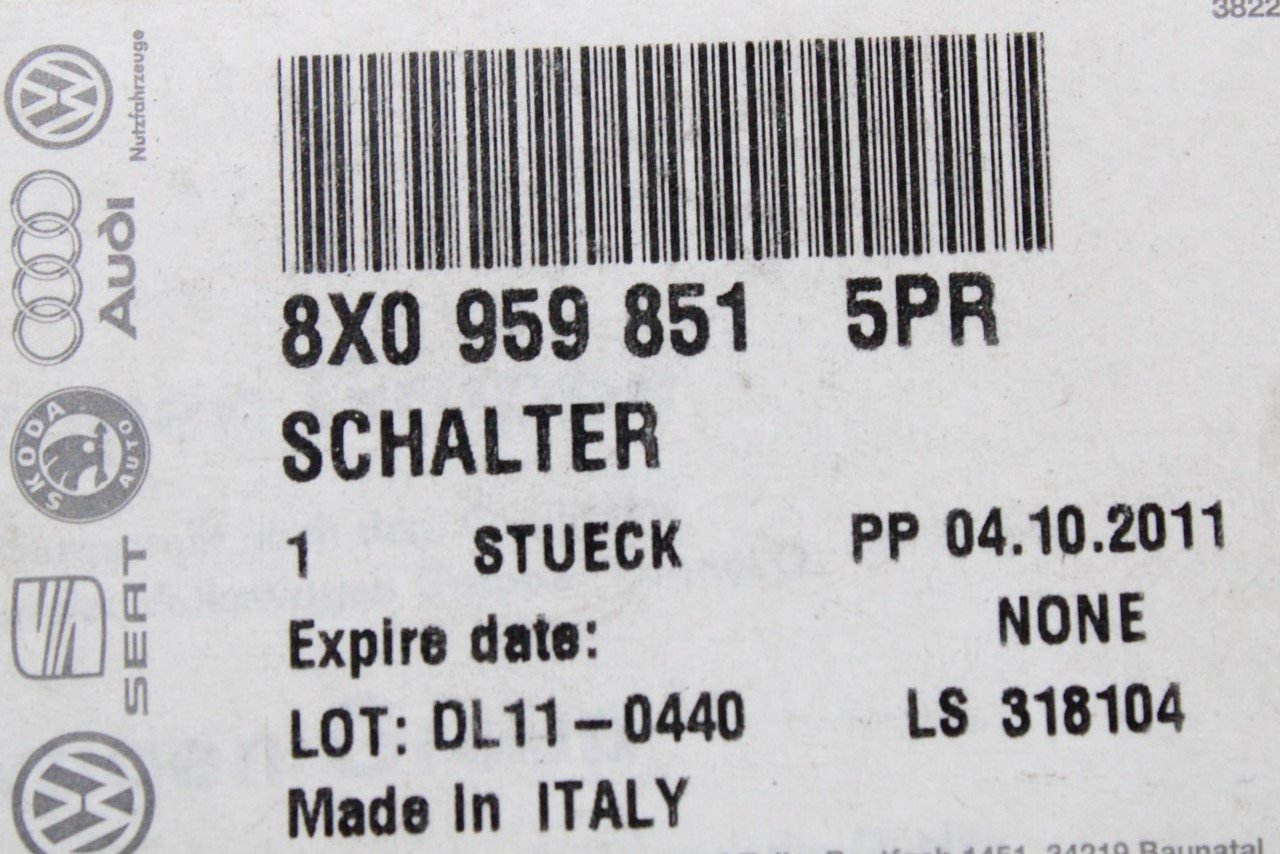 3822
Nutzfahrzeuge
Audi
SKODA
AUTO
SEAT
8X0 959 851 5PR
SCHALTER
1 STUECK PP 04.10.2011
Expire date: NONE
LOT: DL11-0440 LS 318104
Made In ITALY
1451, 34219 Baunatal